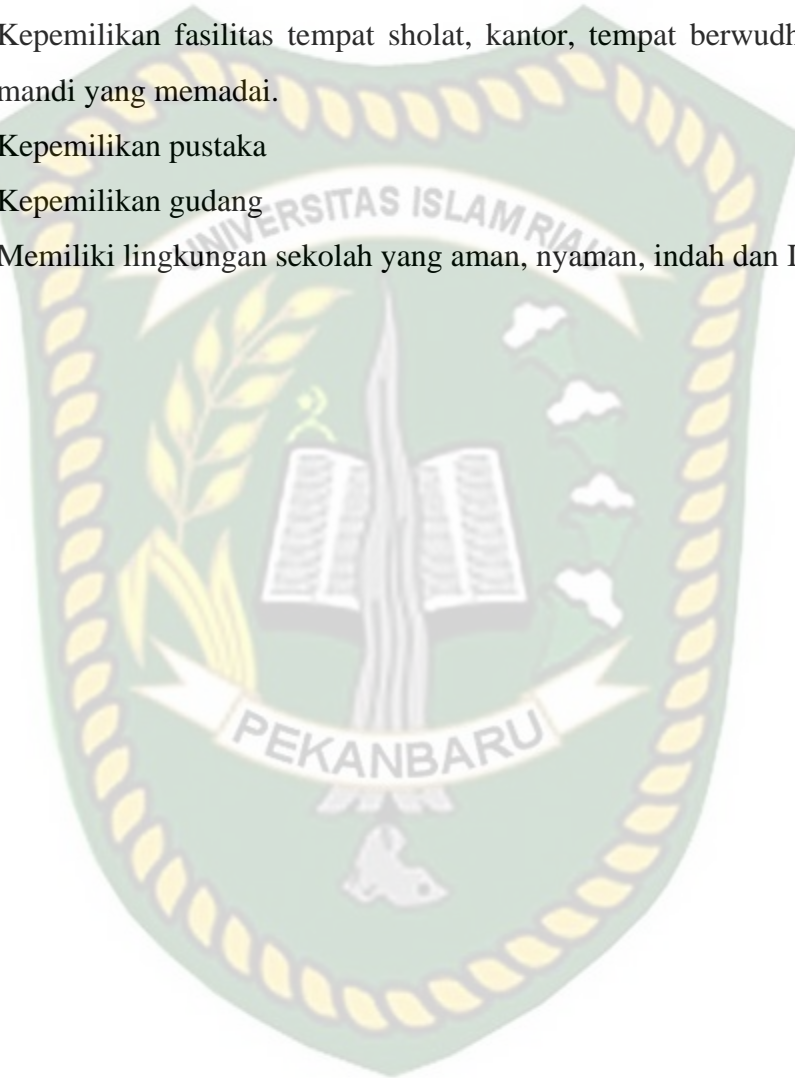 Kepemilikan fasilitas tempat sholat, kantor, tempat
mandi yang memadai.
Kepemilikan pustaka
Kepemilikan gudang
Memiliki lingkungan sekolah yang aman, nyaman, indah dan
UNIVERSITAS ISLAM RIAU
PEKANBARU